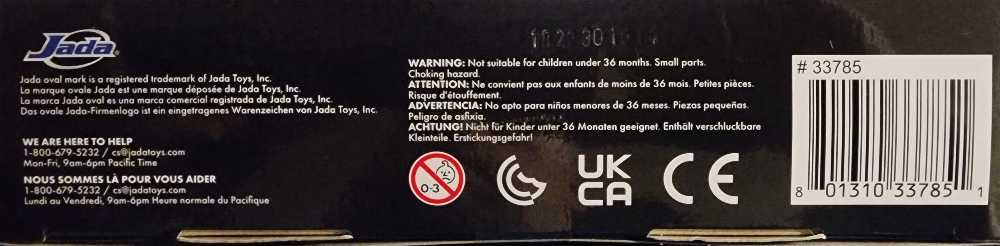 Jada®
Jada oval mark is a registered trademark of Jada Toys, Inc.
La marque ovale Jada est une marque déposée de Jada Toys, Inc.
La marca Jada oval es una marca comercial registrada de Jada Toys, Inc.
Das ovale Jada-Firmenlogo ist ein eingetragenes Warenzeichen von Jada Toys, Inc.
WE ARE HERE TO HELP
1-800-679-5232 / cs@jadatoys.com
Mon-Fri, 9am-6pm Pacific Time
NOUS SOMMES LÀ POUR VOUS AIDER
1-800-679-5232 / cs@jadatoys.com
Lundi au Vendredi, 9am-6pm Heure normale du Pacifique
WARNING: Not suitable for children under 36 months. Small parts.
Choking hazard.
ATTENTION: Ne convient pas aux enfants de moins de 36 mois. Petites pièces.
Risque d'étouffement.
ADVERTENCIA: No apto para niños menores de 36 meses. Piezas pequeñas.
Peligro de asfixia.
ACHTUNG! Nicht für Kinder unter 36 Monaten geeignet. Enthält verschluckbare
Kleinteile. Erstickungsgefahr!
0-3
UK
CA
CE
# 33785
8 01310 33785 1